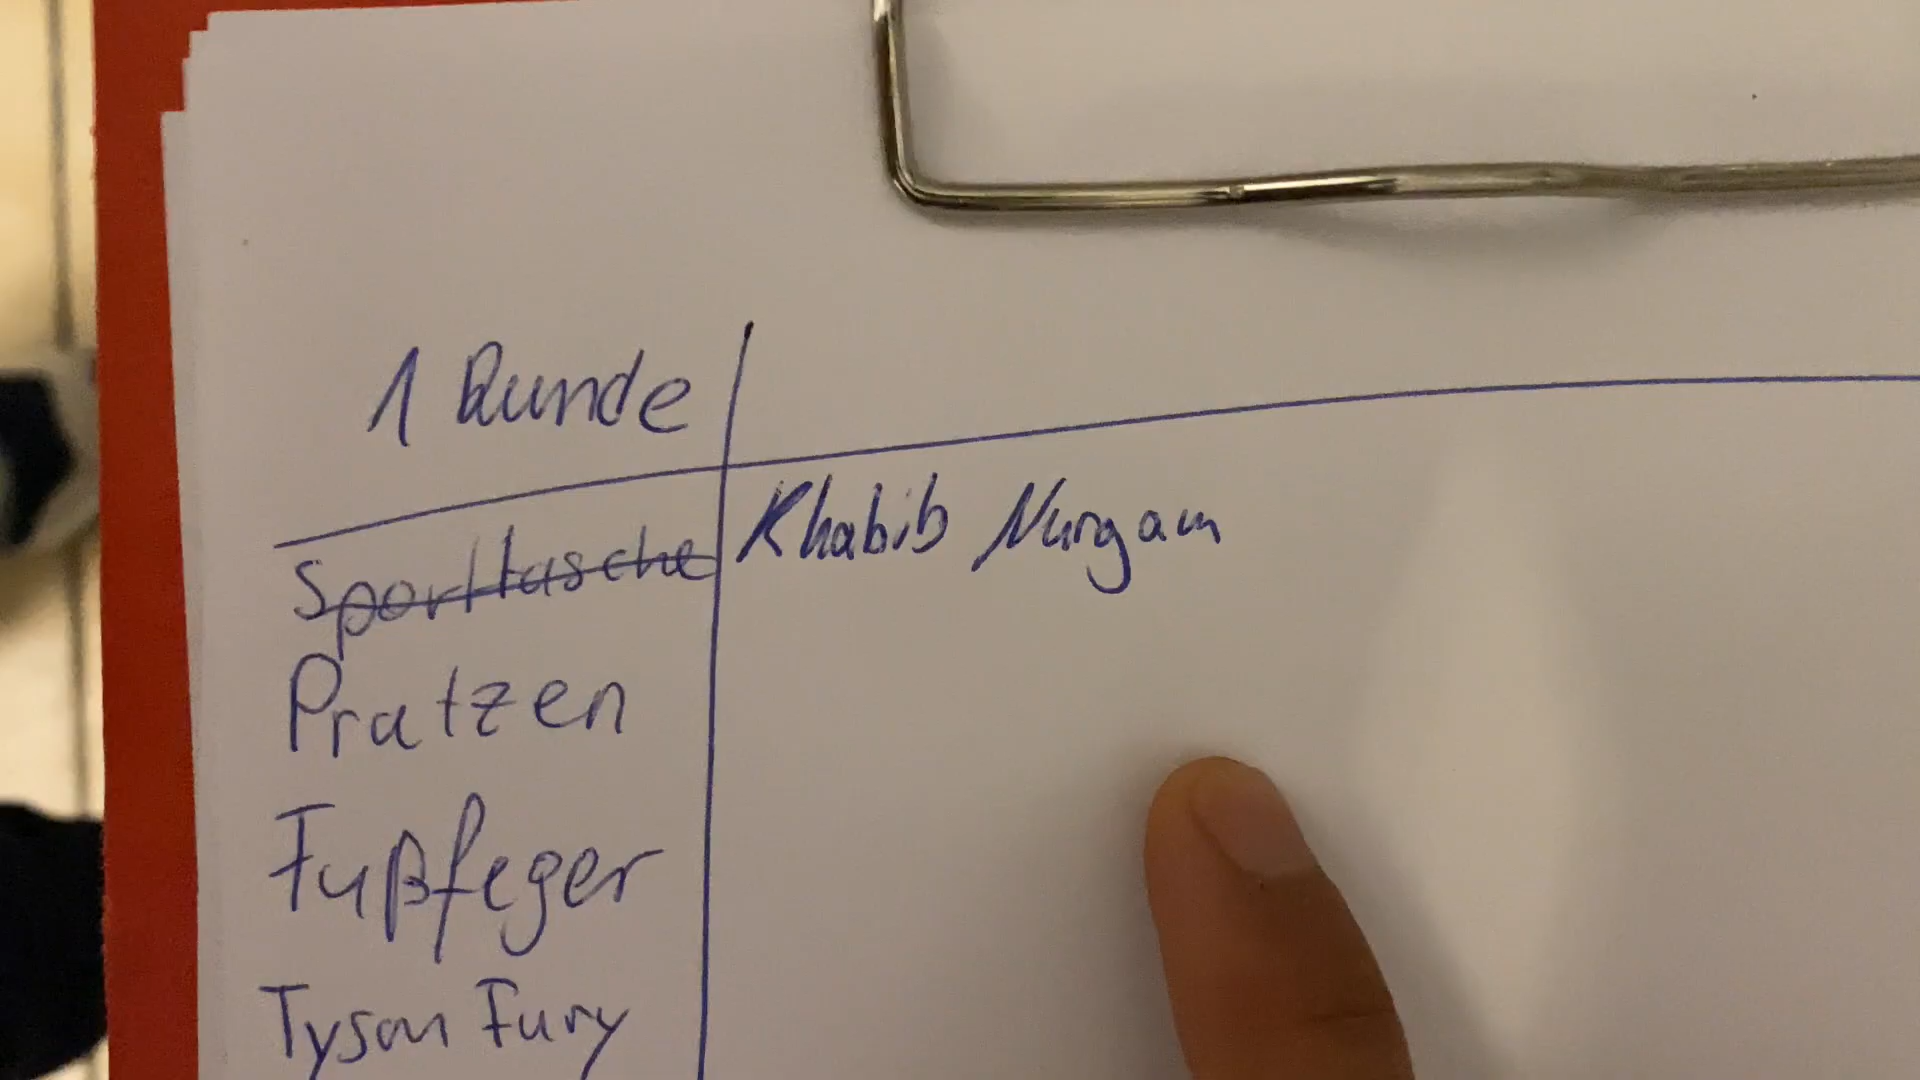 1 Runde
Sporttasche
Khabib Nurgam
Pratzen
Fußfeger
Tyson Fury